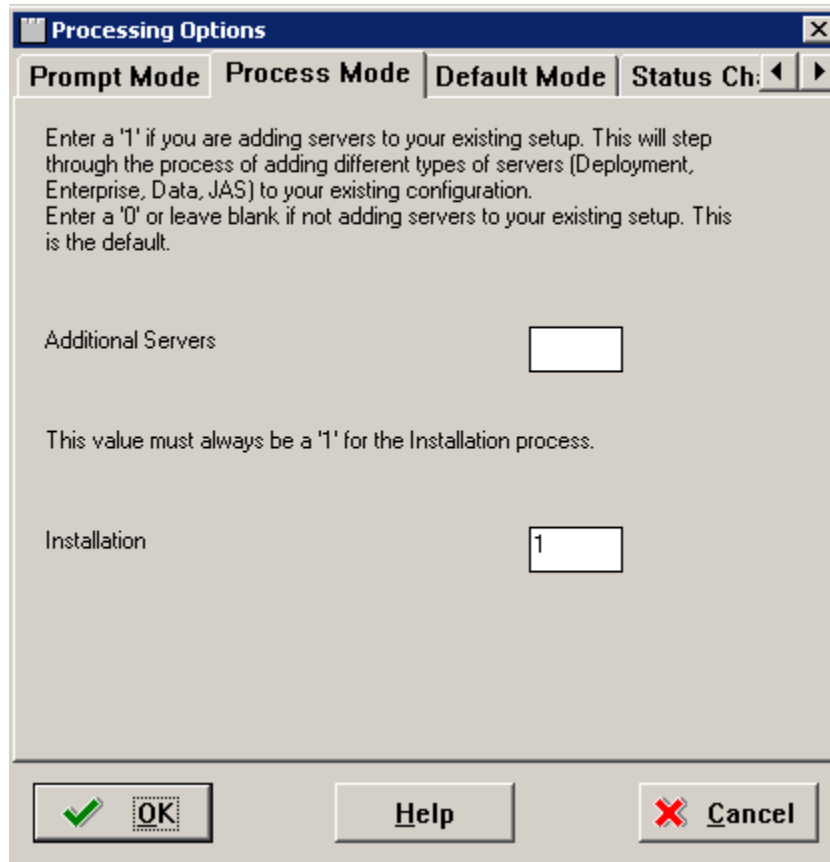 Processing Options
Prompt Mode Process Mode Default Mode Status Ch
Enter a '1' if you are adding servers to your existing setup. This will step
through the process of adding different types of servers (Deployment,
Enterprise, Data, JAS) to your existing configuration.
Enter a '0' or leave blank if not adding servers to your existing setup. This
is the default.
Additional Servers
This value must always be a '1' for the Installation process.
Installation 1
OK Help Cancel